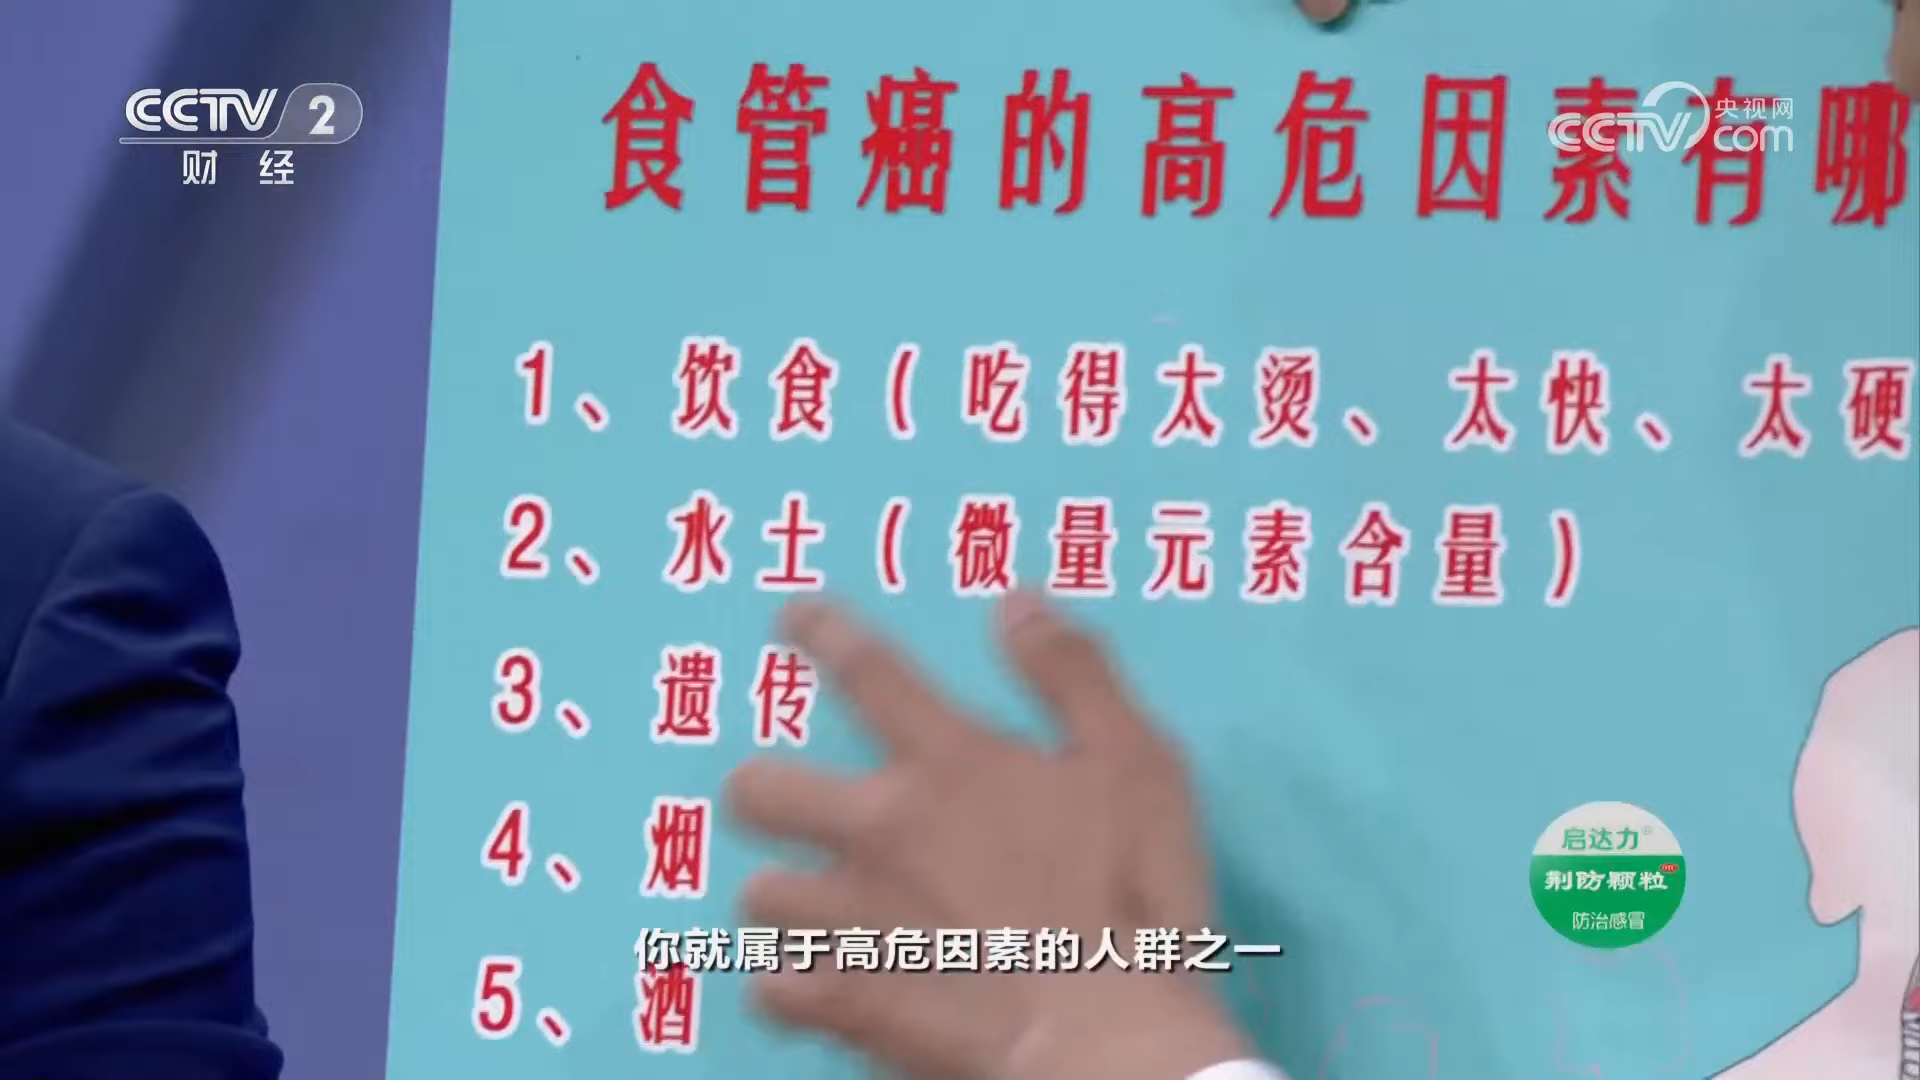 CCTV 2
财经
央视网
CCTV com
食管癌的高危因素有哪
1、饮食(吃得太烫、太快、太硬
2、水土(微量元素含量)
3、遗传
4、烟
5、酒
启达力®
荆防颗粒
防治感冒
你就属于高危因素的人群之一